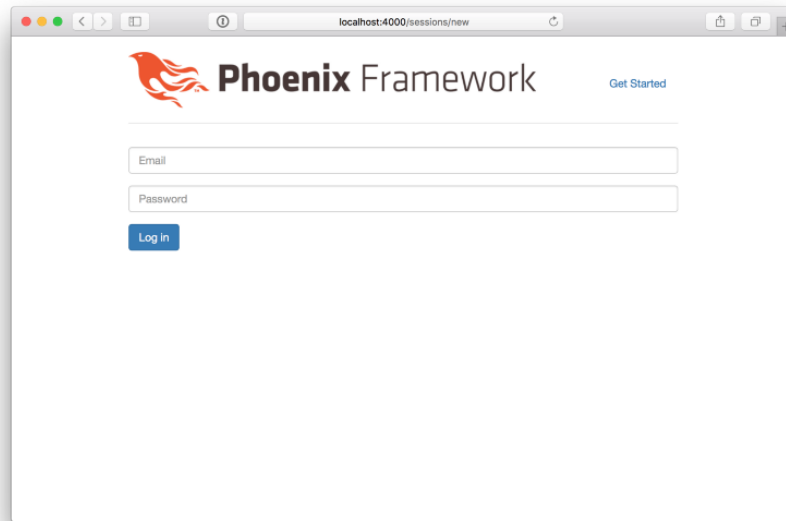 localhost:4000/sessions/new
Phoenix Framework
Get Started
Email
Password
Log in